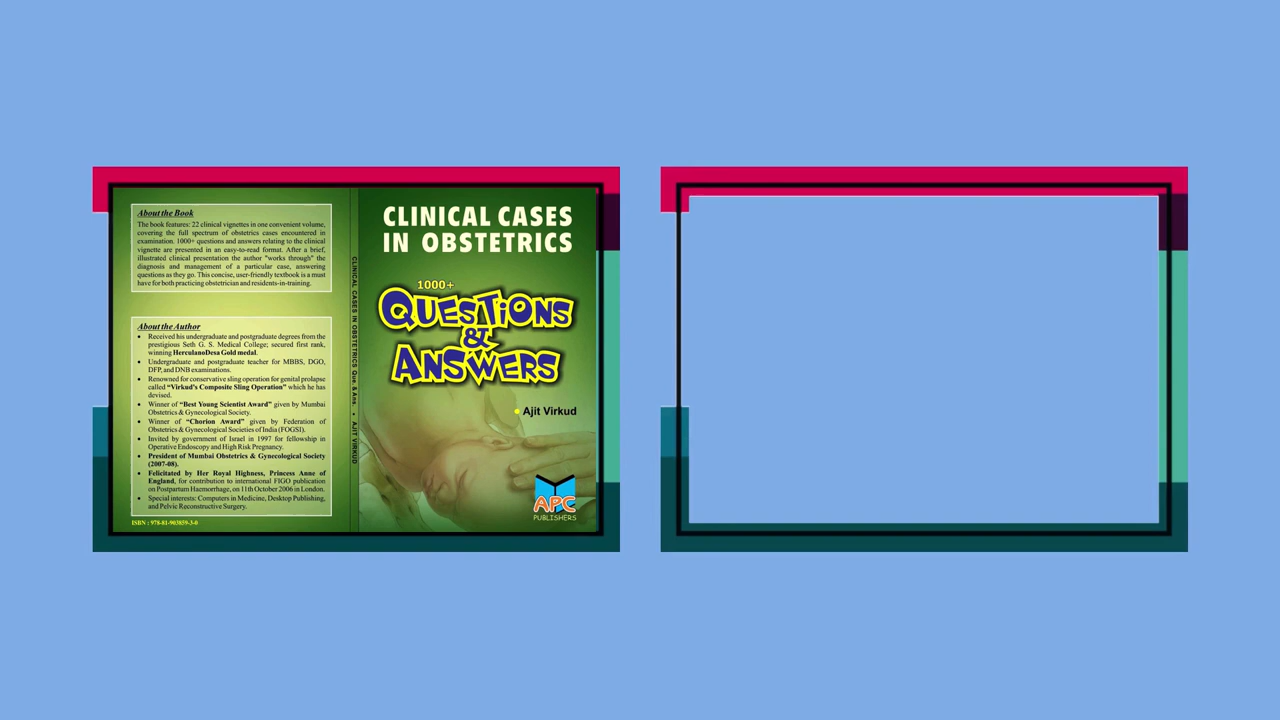 About the Book
The book features: 22 clinical vignettes in one convenient volume,
covering the full spectrum of obstetrics cases encountered in
examination. 1000+ questions and answers relating to the clinical
vignette are presented in an easy-to-read format. After a brief,
illustrated clinical presentation the author "works through" the
diagnosis and management of a particular case, answering
questions as they go. This concise, user-friendly textbook is a must
have for both practicing obstetrician and residents-in-training.
About the Author
• Received his undergraduate and postgraduate degrees from the
prestigious Seth G. S. Medical College; secured first rank,
winning HerculanoDesa Gold medal.
• Undergraduate and postgraduate teacher for MBBS, DGO,
DFP, and DNB examinations.
• Renowned for conservative sling operation for genital prolapse
called "Virkud's Composite Sling Operation" which he has
devised.
• Winner of "Best Young Scientist Award" given by Mumbai
Obstetrics & Gynecological Society.
• Winner of "Chorion Award" given by Federation of
Obstetrics & Gynecological Societies of India (FOGSI).
• Invited by government of Israel in 1997 for fellowship in
Operative Endoscopy and High Risk Pregnancy.
• President of Mumbai Obstetrics & Gynecological Society
(2007-08).
• Felicitated by Her Royal Highness, Princess Anne of
England, for contribution to international FIGO publication
on Postpartum Haemorrhage, on 11th October 2006 in London.
• Special interests: Computers in Medicine, Desktop Publishing,
and Pelvic Reconstructive Surgery.
ISBN : 978-81-903859-3-0
CLINICAL CASES IN OBSTETRICS Que. & Ans. • AJIT VIRKUD
CLINICAL CASES
IN OBSTETRICS
1000+
QUESTIONS
&
ANSWERS
• Ajit Virkud
APC
PUBLISHERS